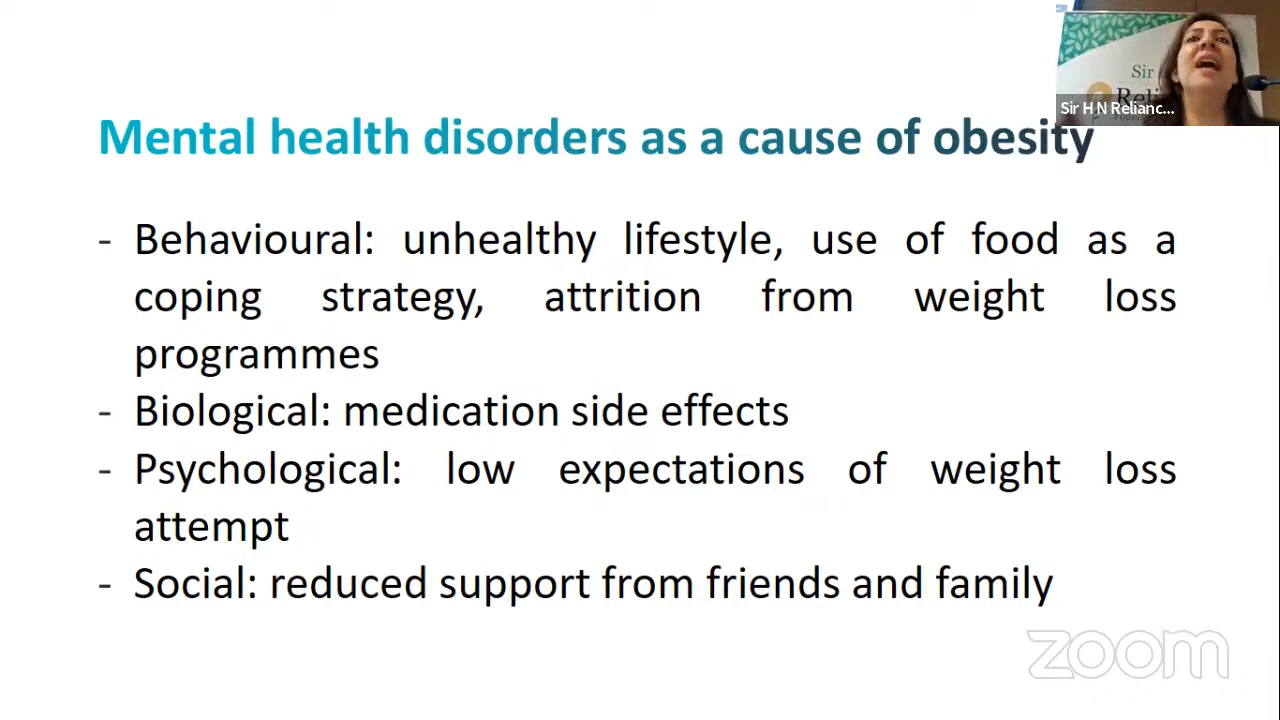 Sir
Reli
Sir H N Relianc...
Mental health disorders as a cause of obesity
- Behavioural: unhealthy lifestyle, use of food as a
coping strategy, attrition from weight loss
programmes
- Biological: medication side effects
- Psychological: low expectations of weight loss
attempt
- Social: reduced support from friends and family
zoom